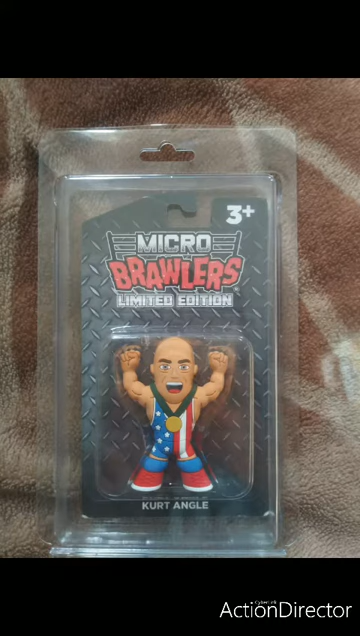 3+
MICRO
BRAWLERS
LIMITED EDITION
KURT ANGLE
ActionDirector